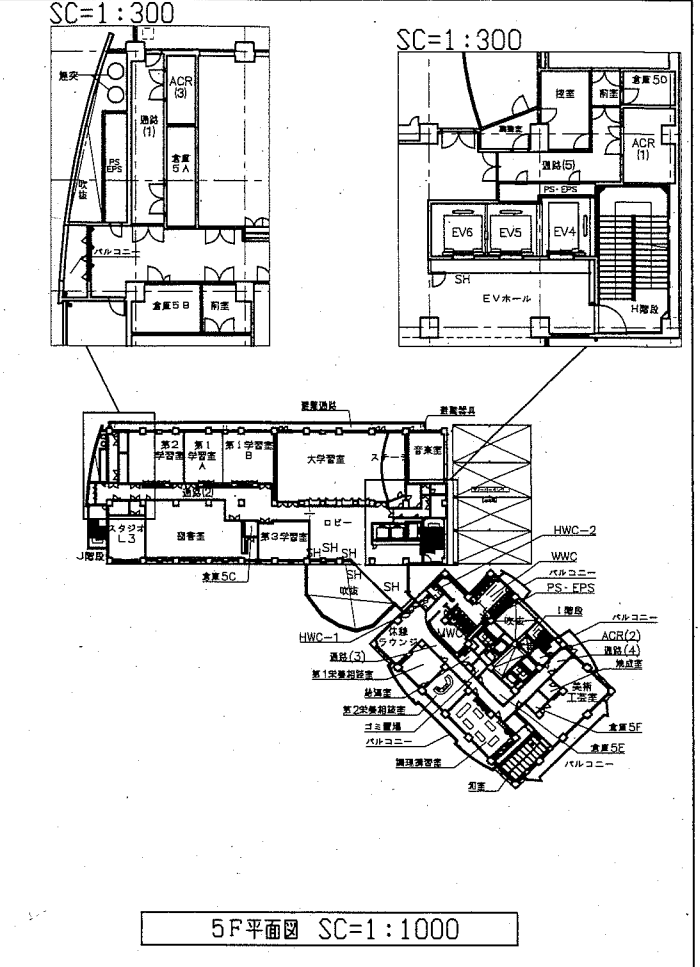 SC=1:300
煙突
ACR
(3)
通路
(1)
倉庫
5A
PS
EPS
吹抜
バルコニー
倉庫5B
前室
SC=1:300
控室
前室
倉庫5D
ACR
(1)
通路(5)
PS・EPS
EV6
EV5
EV4
SH
EVホール
H階段
避難通路
避難器具
第2
学習室
第1
学習室
A
第1学習室
B
大学習室
ステージ
音楽室
通路(2)
スタジオ
L3
図書室
第3学習室
ロビー
J階段
倉庫5C
SH
SH
SH
SH
SH
吹抜
HWC-2
WWC
バルコニー
PS・EPS
I階段
バルコニー
ACR(2)
通路(4)
焼成室
HWC-1
休憩
ラウンジ
MWC
吹抜
通路(3)
第1栄養相談室
給湯室
第2栄養相談室
ゴミ置場
バルコニー
調理講習室
和室
美術
工芸室
倉庫5F
倉庫5E
バルコニー
5F平面図 SC=1:1000